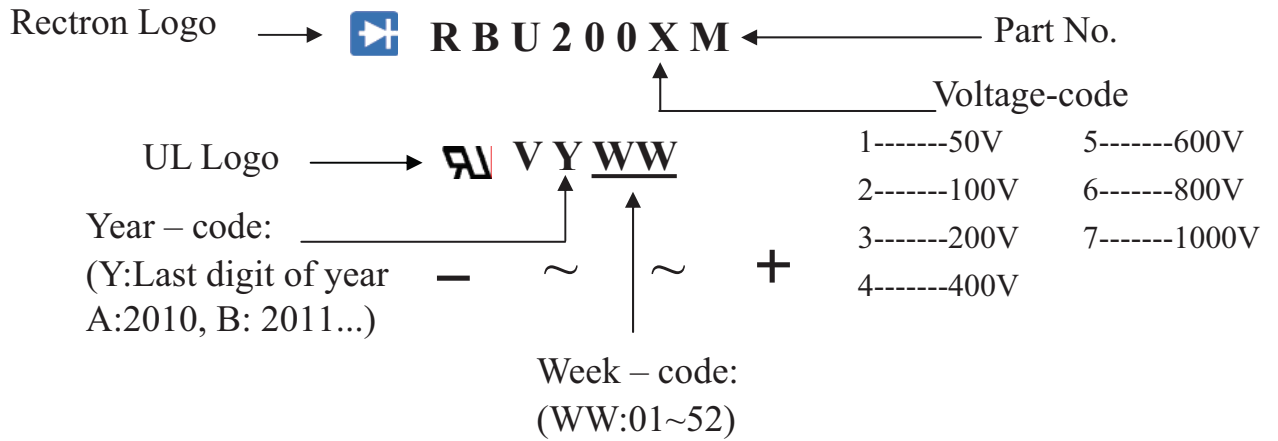 Rectron Logo R B U 2 0 0 X M Part No.
Voltage-code
1-------50V 5-------600V
UL Logo V Y WW
2-------100V 6-------800V
Year – code:
3-------200V 7-------1000V
(Y:Last digit of year – ~ ~ +
4-------400V
A:2010, B: 2011...)
Week – code:
(WW:01~52)